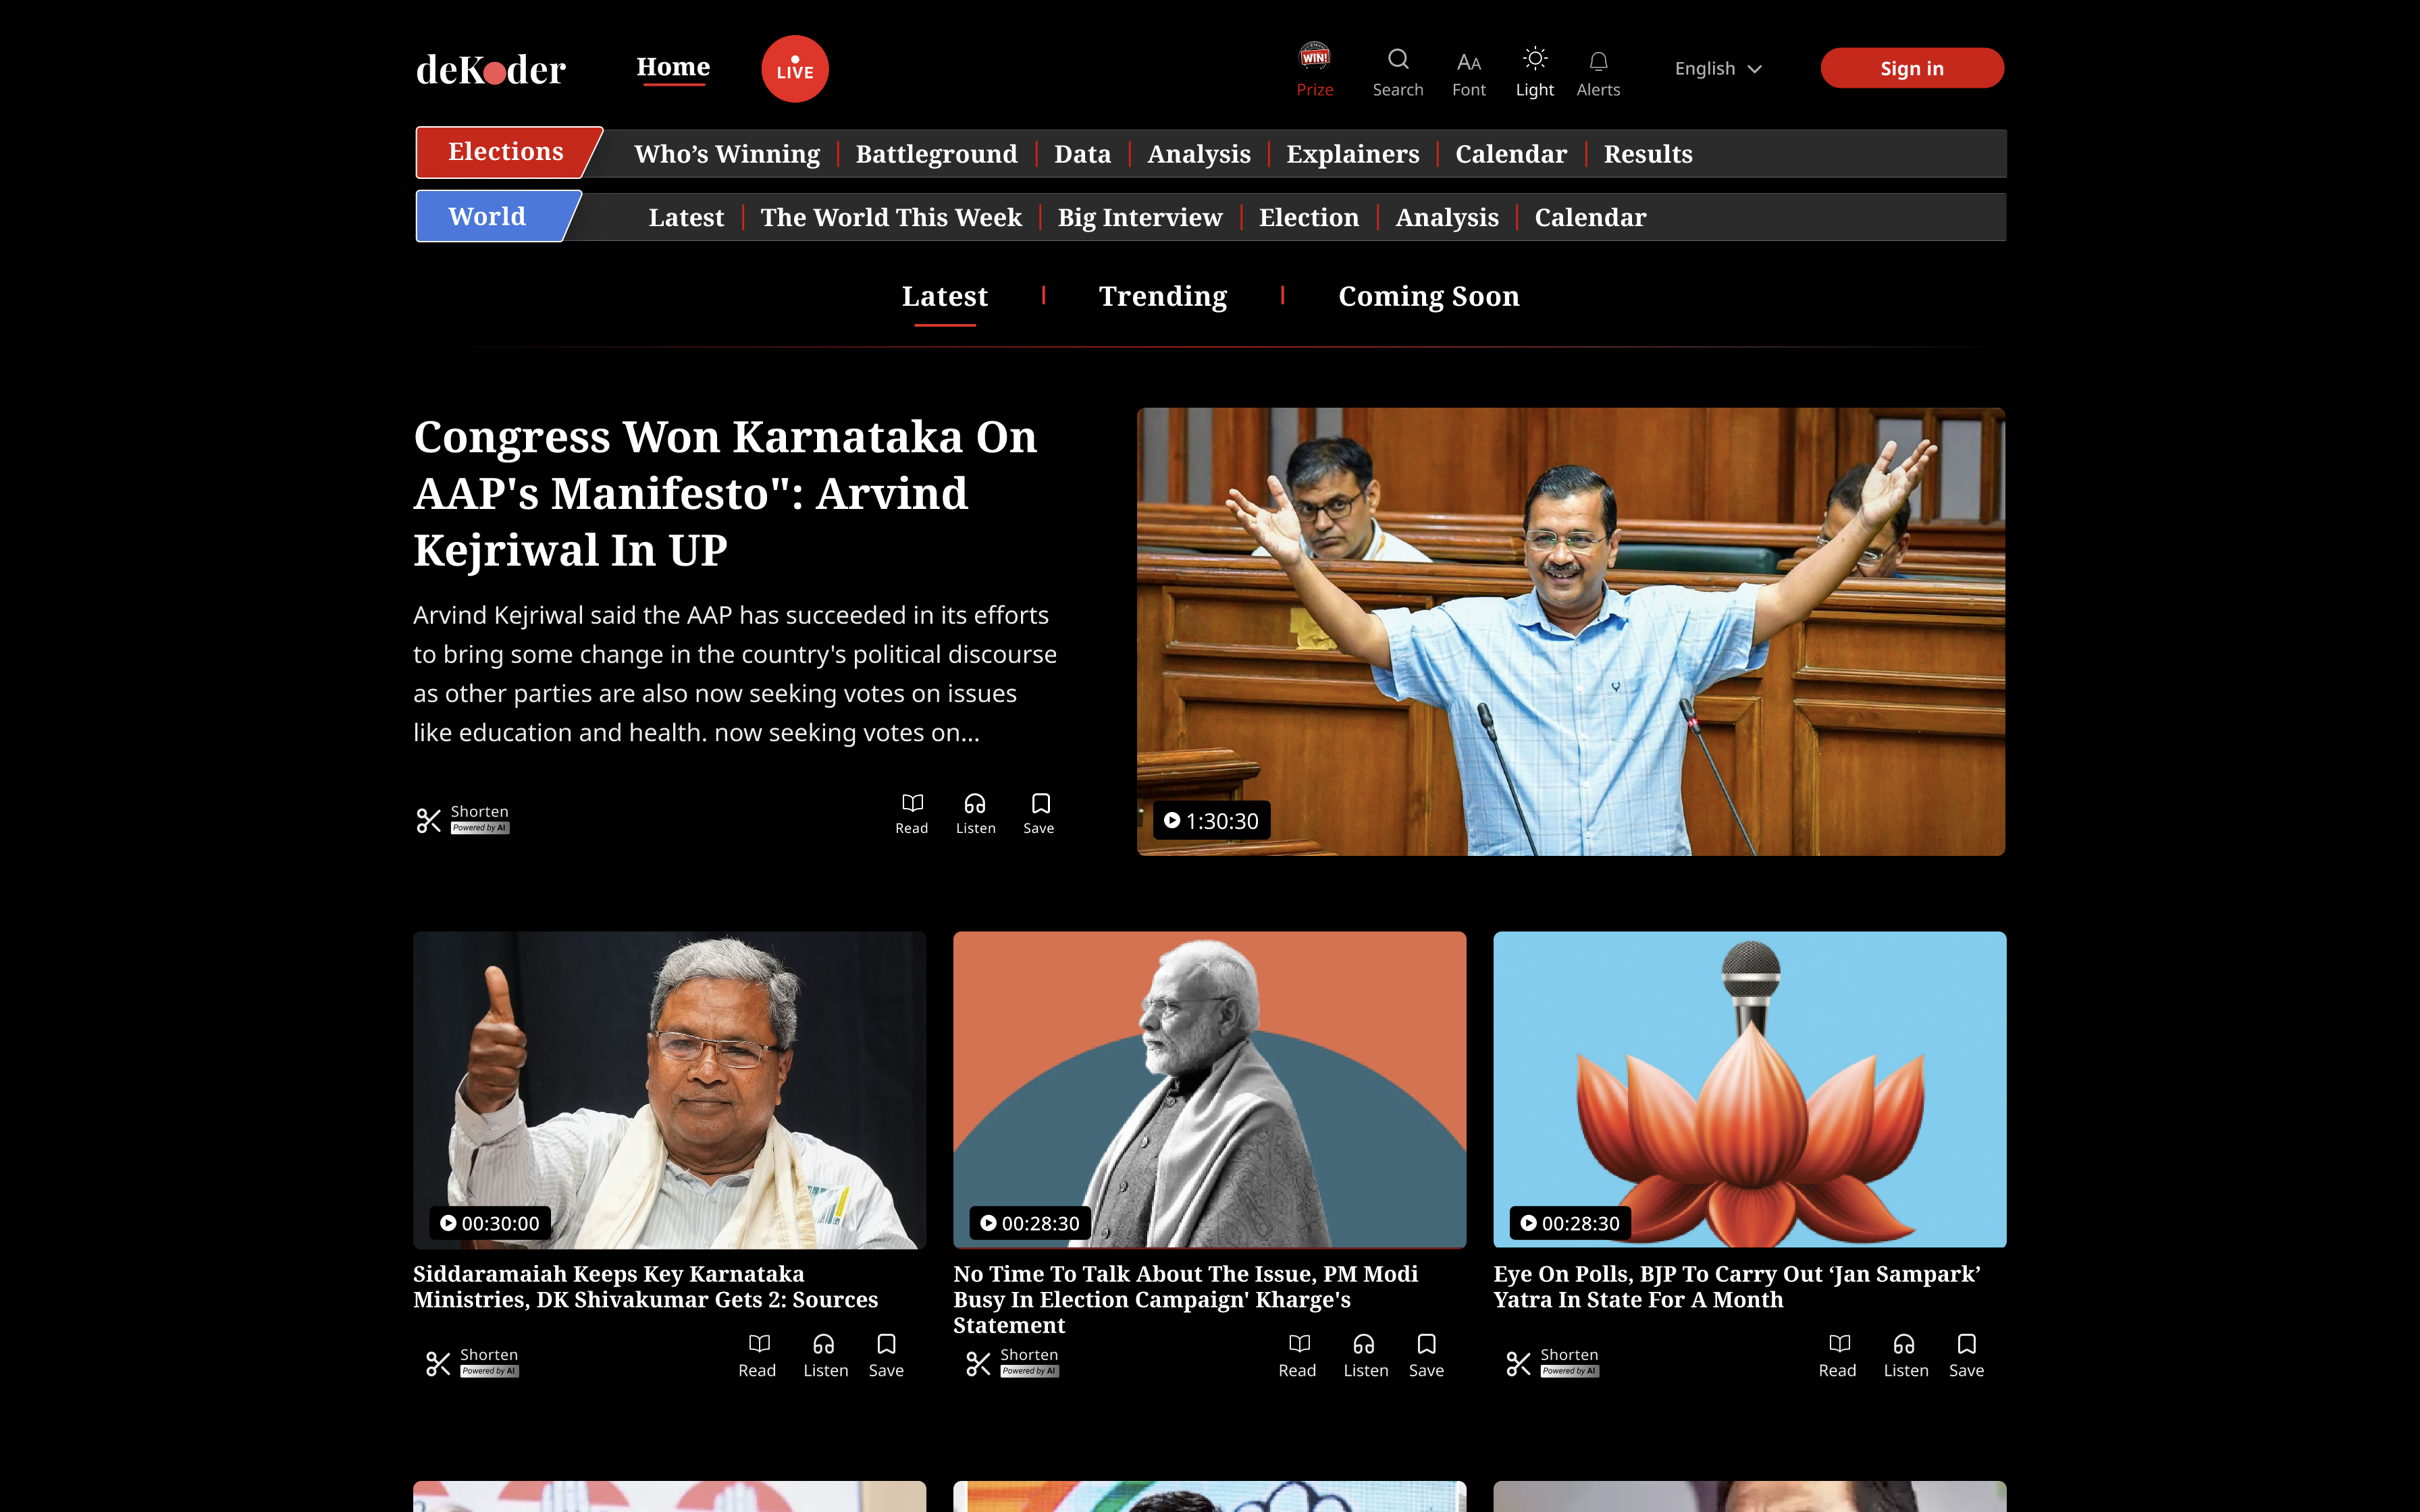 deKoder
Home
LIVE
WIN!
Prize
Search
AA
Font
Light
Alerts
English
Sign in
Elections
Who’s Winning
Battleground
Data
Analysis
Explainers
Calendar
Results
World
Latest
The World This Week
Big Interview
Election
Analysis
Calendar
Latest
Trending
Coming Soon
Congress Won Karnataka On
AAP's Manifesto": Arvind
Kejriwal In UP
Arvind Kejriwal said the AAP has succeeded in its efforts
to bring some change in the country's political discourse
as other parties are also now seeking votes on issues
like education and health. now seeking votes on...
Shorten
Powered by AI
Read
Listen
Save
1:30:30
00:30:00
Siddaramaiah Keeps Key Karnataka
Ministries, DK Shivakumar Gets 2: Sources
Shorten
Powered by AI
Read
Listen
Save
00:28:30
No Time To Talk About The Issue, PM Modi
Busy In Election Campaign' Kharge's
Statement
Shorten
Powered by AI
Read
Listen
Save
00:28:30
Eye On Polls, BJP To Carry Out ‘Jan Sampark’
Yatra In State For A Month
Shorten
Powered by AI
Read
Listen
Save